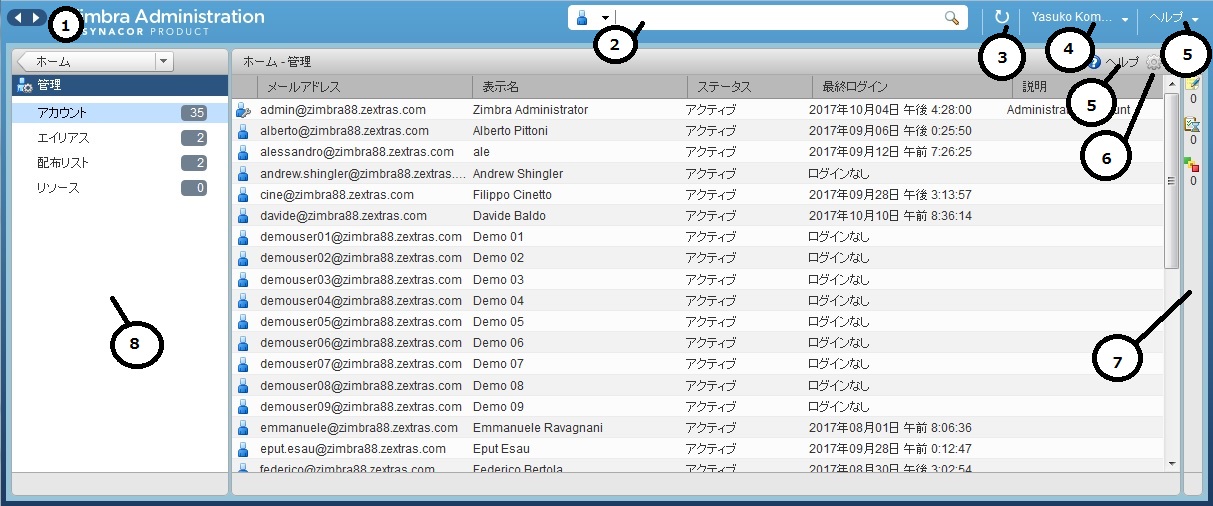 1
Zimbra Administration
SYNACOR PRODUCT
2
3
Yasuko Kom...
4
ヘルプ
5
ホーム
管理
アカウント 35
エイリアス 2
配布リスト 2
リソース 0
8
ホーム - 管理
ヘルプ
5
6
メールアドレス 表示名 ステータス 最終ログイン 説明
admin@zimbra88.zextras.com Zimbra Administrator アクティブ 2017年10月04日 午後 4:28:00
alberto@zimbra88.zextras.com Alberto Pittoni アクティブ 2017年09月06日 午後 0:25:50
alessandro@zimbra88.zextras.com ale アクティブ 2017年09月12日 午前 7:26:25
andrew.shingler@zimbra88.zextras.... Andrew Shingler アクティブ ログインなし
cine@zimbra88.zextras.com Filippo Cinetto アクティブ 2017年09月28日 午後 3:13:57
davide@zimbra88.zextras.com Davide Baldo アクティブ 2017年10月10日 午前 8:36:14
demouser01@zimbra88.zextras.com Demo 01 アクティブ ログインなし
demouser02@zimbra88.zextras.com Demo 02 アクティブ ログインなし
demouser03@zimbra88.zextras.com Demo 03 アクティブ ログインなし
demouser04@zimbra88.zextras.com Demo 04 アクティブ ログインなし
demouser05@zimbra88.zextras.com Demo 05 アクティブ ログインなし
demouser06@zimbra88.zextras.com Demo 06 アクティブ ログインなし
demouser07@zimbra88.zextras.com Demo 07 アクティブ ログインなし
demouser08@zimbra88.zextras.com Demo 08 アクティブ ログインなし
demouser09@zimbra88.zextras.com Demo 09 アクティブ ログインなし
emmanuele@zimbra88.zextras.com Emmanuele Ravagnani アクティブ 2017年08月01日 午前 8:06:36
eput.esau@zimbra88.zextras.com Eput Esau アクティブ 2017年09月28日 午前 0:12:47
federico@zimbra88.zextras.com Federico Bertola アクティブ 2017年08月30日 午後 3:02:54
0
0
0
7